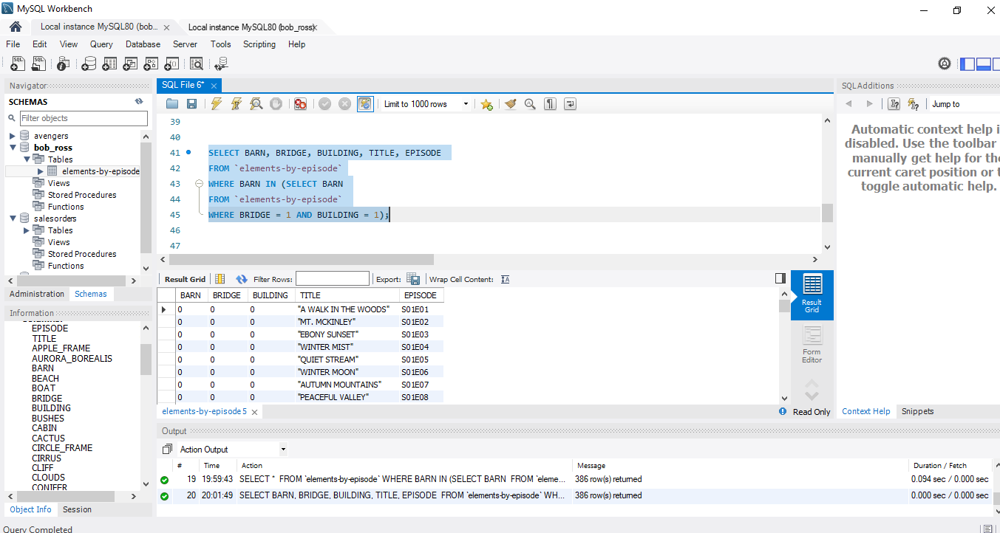 MySQL Workbench
Local instance MySQL80 (bob... Local instance MySQL80 (bob_ross)
File Edit View Query Database Server Tools Scripting Help
Navigator
SCHEMAS
Filter objects
avengers
bob_ross
Tables
elements-by-episode
Views
Stored Procedures
Functions
salesorders
Tables
Views
Stored Procedures
Functions
Administration Schemas
Information
EPISODE
TITLE
APPLE_FRAME
AURORA_BOREALIS
BARN
BEACH
BOAT
BRIDGE
BUILDING
BUSHES
CABIN
CACTUS
CIRCLE_FRAME
CIRRUS
CLIFF
CLOUDS
CONIFER
Object Info Session
SQL File 6*
Limit to 1000 rows
39
40
41 SELECT BARN, BRIDGE, BUILDING, TITLE, EPISODE
42 FROM `elements-by-episode`
43 WHERE BARN IN (SELECT BARN
44 FROM `elements-by-episode`
45 WHERE BRIDGE = 1 AND BUILDING = 1);
46
47
Result Grid Filter Rows: Export: Wrap Cell Content:
BARN BRIDGE BUILDING TITLE EPISODE
0 0 0 "A WALK IN THE WOODS" S01E01
0 0 0 "MT. MCKINLEY" S01E02
0 0 0 "EBONY SUNSET" S01E03
0 0 0 "WINTER MIST" S01E04
0 0 0 "QUIET STREAM" S01E05
0 0 0 "WINTER MOON" S01E06
0 0 0 "AUTUMN MOUNTAINS" S01E07
0 0 0 "PEACEFUL VALLEY" S01E08
Result
Grid
Form
Editor
elements-by-episode 5
Read Only
SQLAdditions
Jump to
Automatic context help i
disabled. Use the toolbar
manually get help for the
current caret position or t
toggle automatic help.
Context Help Snippets
Output
Action Output
# Time Action Message Duration / Fetch
19 19:59:43 SELECT * FROM `elements-by-episode` WHERE BARN IN (SELECT BARN FROM `eleme... 386 row(s) returned 0.094 sec / 0.000 sec
20 20:01:49 SELECT BARN, BRIDGE, BUILDING, TITLE, EPISODE FROM `elements-by-episode` WH... 386 row(s) returned 0.000 sec / 0.000 sec
Query Completed